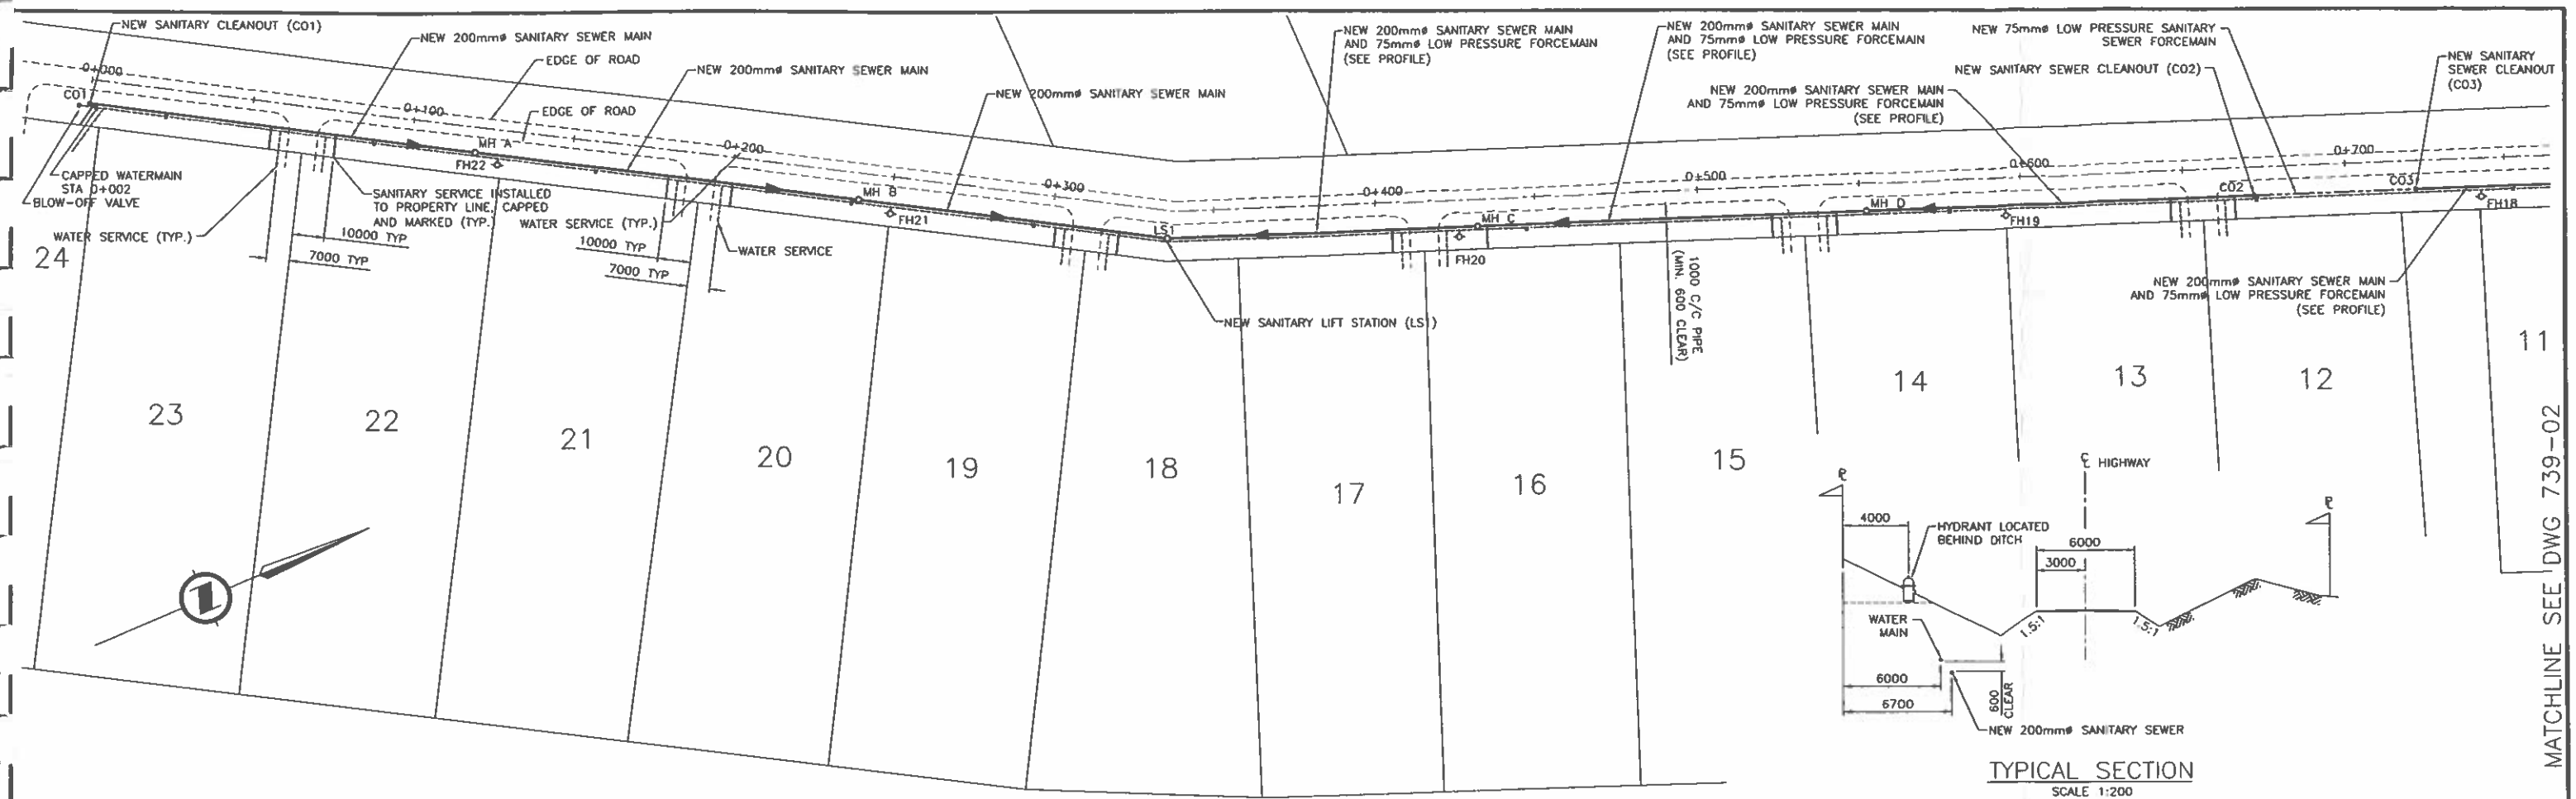 NEW SANITARY CLEANOUT (CO1)
NEW 200mmø SANITARY SEWER MAIN
EDGE OF ROAD
NEW 200mmø SANITARY SEWER MAIN
NEW 200mmø SANITARY SEWER MAIN
AND 75mmø LOW PRESSURE FORCEMAIN
(SEE PROFILE)
NEW 200mmø SANITARY SEWER MAIN
AND 75mmø LOW PRESSURE FORCEMAIN
(SEE PROFILE)
NEW 75mmø LOW PRESSURE SANITARY
SEWER FORCEMAIN
NEW SANITARY
SEWER CLEANOUT
(CO3)
NEW SANITARY SEWER CLEANOUT (CO2)
NEW 200mmø SANITARY SEWER MAIN
AND 75mmø LOW PRESSURE FORCEMAIN
(SEE PROFILE)
NEW 200mmø SANITARY SEWER MAIN
0+000
CO1
0+100
EDGE OF ROAD
MH A
FH22
0+200
MH B
FH21
0+300
LS1
0+400
MH C
FH20
0+500
MH D
0+600
FH19
CO2
0+700
CO3
FH18
CAPPED WATERMAIN
STA 0+002
BLOW-OFF VALVE
SANITARY SERVICE INSTALLED
TO PROPERTY LINE, CAPPED
AND MARKED (TYP.)
WATER SERVICE (TYP.)
WATER SERVICE (TYP.)
10000 TYP
7000 TYP
10000 TYP
7000 TYP
WATER SERVICE
NEW SANITARY LIFT STATION (LS1)
1000 C/C PIPE
(MIN. 600 CLEAR)
NEW 200mmø SANITARY SEWER MAIN
AND 75mmø LOW PRESSURE FORCEMAIN
(SEE PROFILE)
24
23
22
21
20
19
18
17
16
15
14
13
12
11
℄ HIGHWAY
4000
HYDRANT LOCATED
BEHIND DITCH
6000
3000
WATER
MAIN
1.5:1
1.5:1
6000
6700
600
CLEAR
NEW 200mmø SANITARY SEWER
TYPICAL SECTION
SCALE 1:200
MATCHLINE SEE DWG 739-02